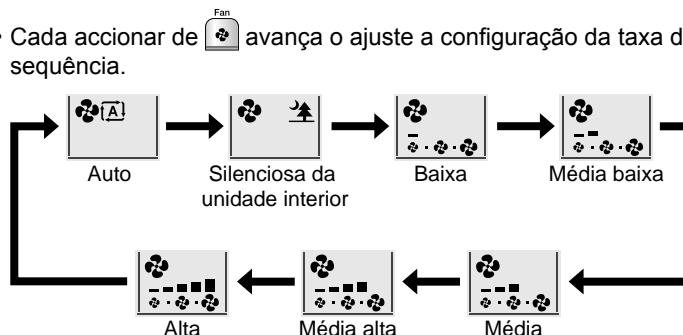 Fan
• Cada accionar de avança o ajuste a configuração da taxa d
sequência.
A
Auto
Silenciosa da
unidade interior
Baixa
Média baixa
Alta
Média alta
Média